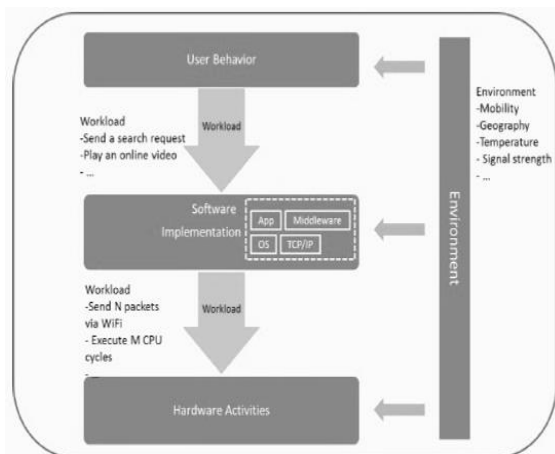 User Behavior
Workload
-Send a search request
-Play an online video
- ...
Workload
Environment
-Mobility
-Geography
-Temperature
- Signal strength
- ...
Software
Implementation
App
Middleware
OS
TCP/IP
Environment
Workload
-Send N packets
via WiFi
- Execute M CPU
cycles
- ...
Workload
Hardware Activities